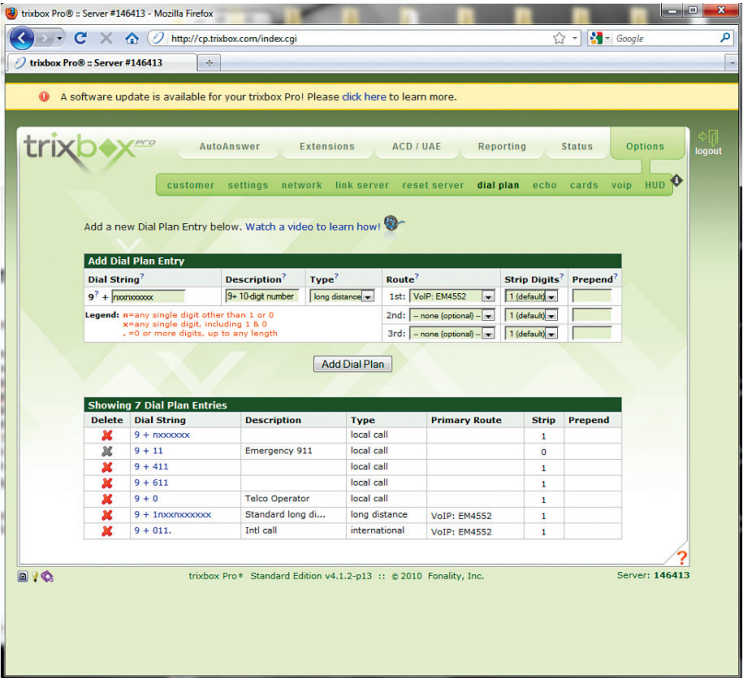 trixbox Pro® :: Server #146413 - Mozilla Firefox
http://cp.trixbox.com/index.cgi
Google
trixbox Pro® :: Server #146413
A software update is available for your trixbox Pro! Please click here to learn more.
trixbox PRO
AutoAnswer Extensions ACD / UAE Reporting Status Options
logout
customer settings network link server reset server dial plan echo cards voip HUD
Add a new Dial Plan Entry below. Watch a video to learn how!
Add Dial Plan Entry
Dial String? Description? Type? Route? Strip Digits? Prepend?
9? + nxxnxxxxxx 9+ 10-digit number long distance 1st: VoIP: EM4552 1 (default)
Legend: n=any single digit other than 1 or 0 2nd: -- none (optional) -- 1 (default)
x=any single digit, including 1 & 0
. =0 or more digits, up to any length 3rd: -- none (optional) -- 1 (default)
Add Dial Plan
Showing 7 Dial Plan Entries
Delete Dial String Description Type Primary Route Strip Prepend
9 + nxxxxxx local call 1
9 + 11 Emergency 911 local call 0
9 + 411 local call 1
9 + 611 local call 1
9 + 0 Telco Operator local call 1
9 + 1nxxnxxxxxx Standard long di... long distance VoIP: EM4552 1
9 + 011. Intl call international VoIP: EM4552 1
?
trixbox Pro® Standard Edition v4.1.2-p13 :: © 2010 Fonality, Inc. Server: 146413